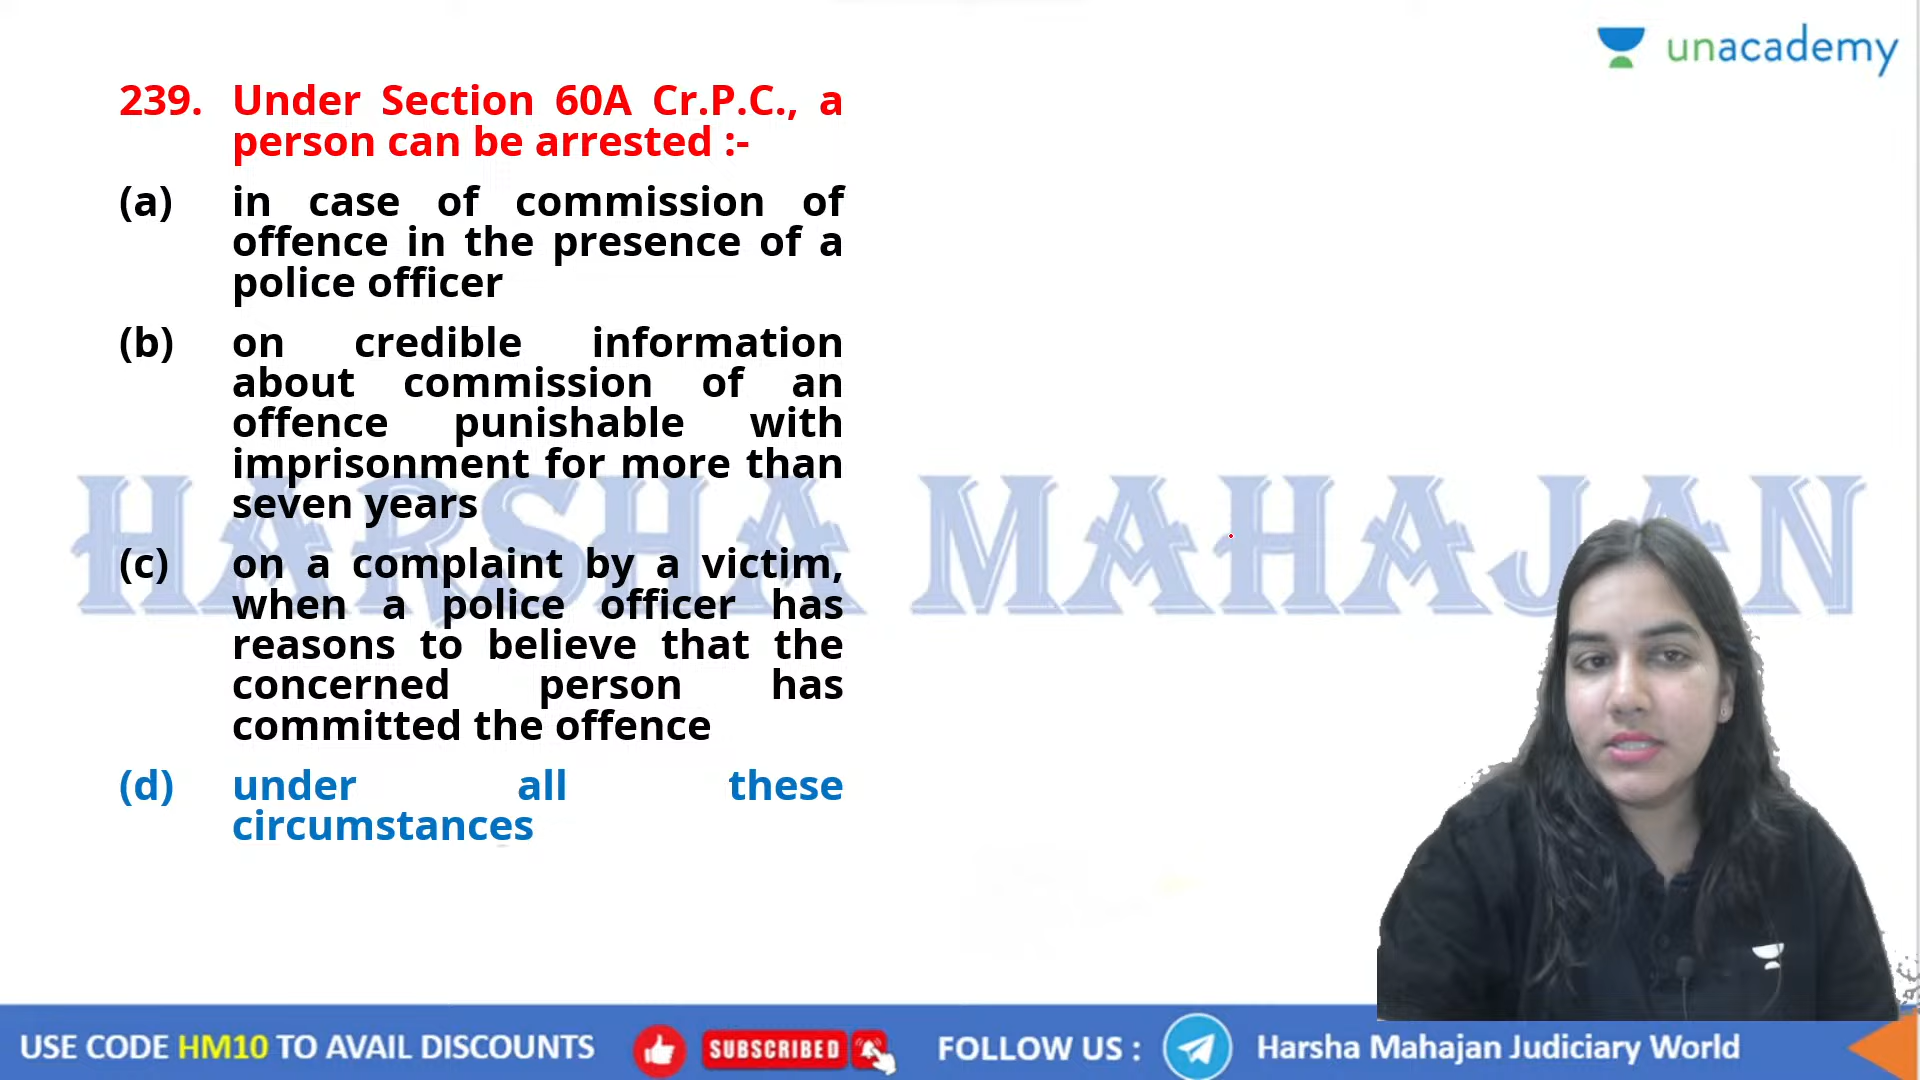 unacademy
239. Under Section 60A Cr.P.C., a
person can be arrested :-
(a) in case of commission of
offence in the presence of a
police officer
(b) on credible information
about commission of an
offence punishable with
imprisonment for more than
seven years
(c) on a complaint by a victim,
when a police officer has
reasons to believe that the
concerned person has
committed the offence
(d) under all these
circumstances
HARSHA MAHAJAN
USE CODE HM10 TO AVAIL DISCOUNTS
SUBSCRIBED
FOLLOW US :
Harsha Mahajan Judiciary World